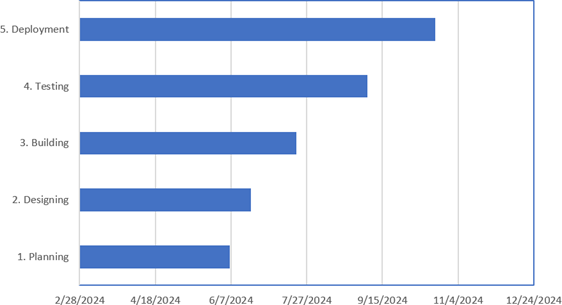 5. Deployment
4. Testing
3. Building
2. Designing
1. Planning
2/28/2024 4/18/2024 6/7/2024 7/27/2024 9/15/2024 11/4/2024 12/24/2024